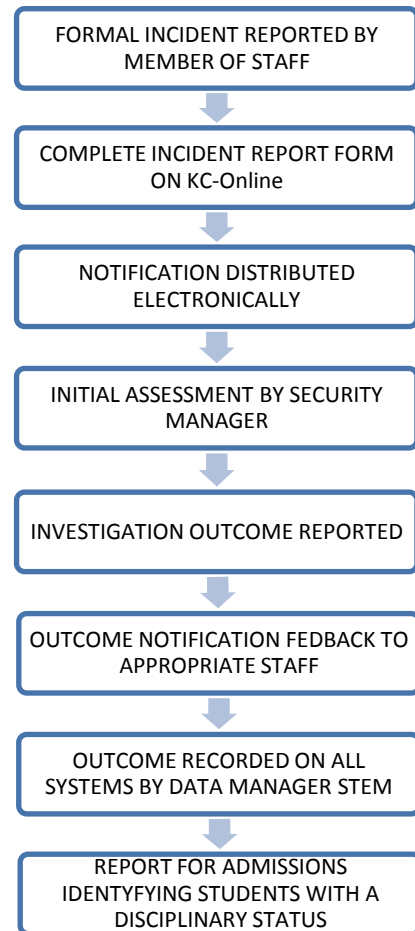 FORMAL INCIDENT REPORTED BY
MEMBER OF STAFF
COMPLETE INCIDENT REPORT FORM
ON KC-Online
NOTIFICATION DISTRIBUTED
ELECTRONICALLY
INITIAL ASSESSMENT BY SECURITY
MANAGER
INVESTIGATION OUTCOME REPORTED
OUTCOME NOTIFICATION FEDBACK TO
APPROPRIATE STAFF
OUTCOME RECORDED ON ALL
SYSTEMS BY DATA MANAGER STEM
REPORT FOR ADMISSIONS
IDENTYFYING STUDENTS WITH A
DISCIPLINARY STATUS